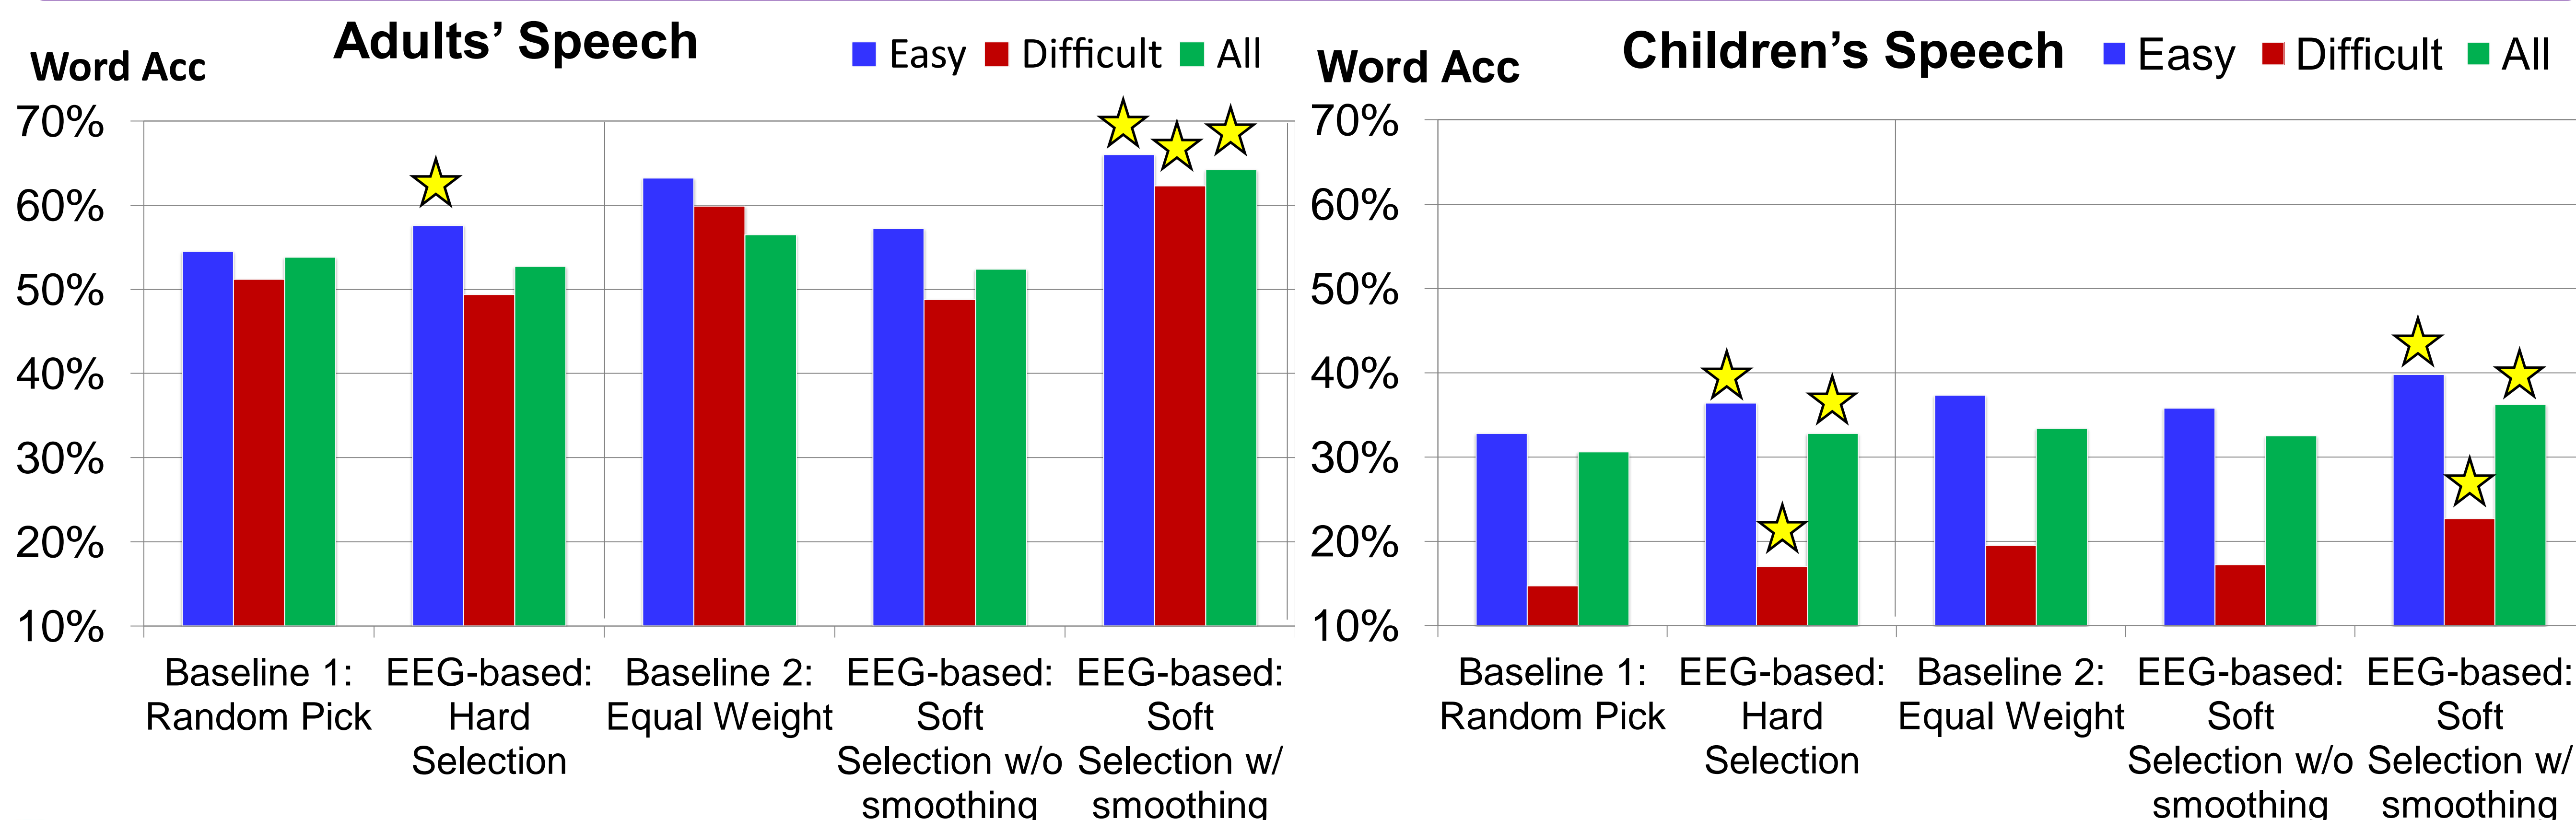 Adults’ Speech
Word Acc
Easy Difficult All
70%
60%
50%
40%
30%
20%
10%
Baseline 1:
Random Pick
EEG-based:
Hard
Selection
Baseline 2:
Equal Weight
EEG-based:
Soft
Selection w/o
smoothing
EEG-based:
Soft
Selection w/
smoothing
Children’s Speech
Word Acc
Easy Difficult All
70%
60%
50%
40%
30%
20%
10%
Baseline 1:
Random Pick
EEG-based:
Hard
Selection
Baseline 2:
Equal Weight
EEG-based:
Soft
Selection w/o
smoothing
EEG-based:
Soft
Selection w/
smoothing